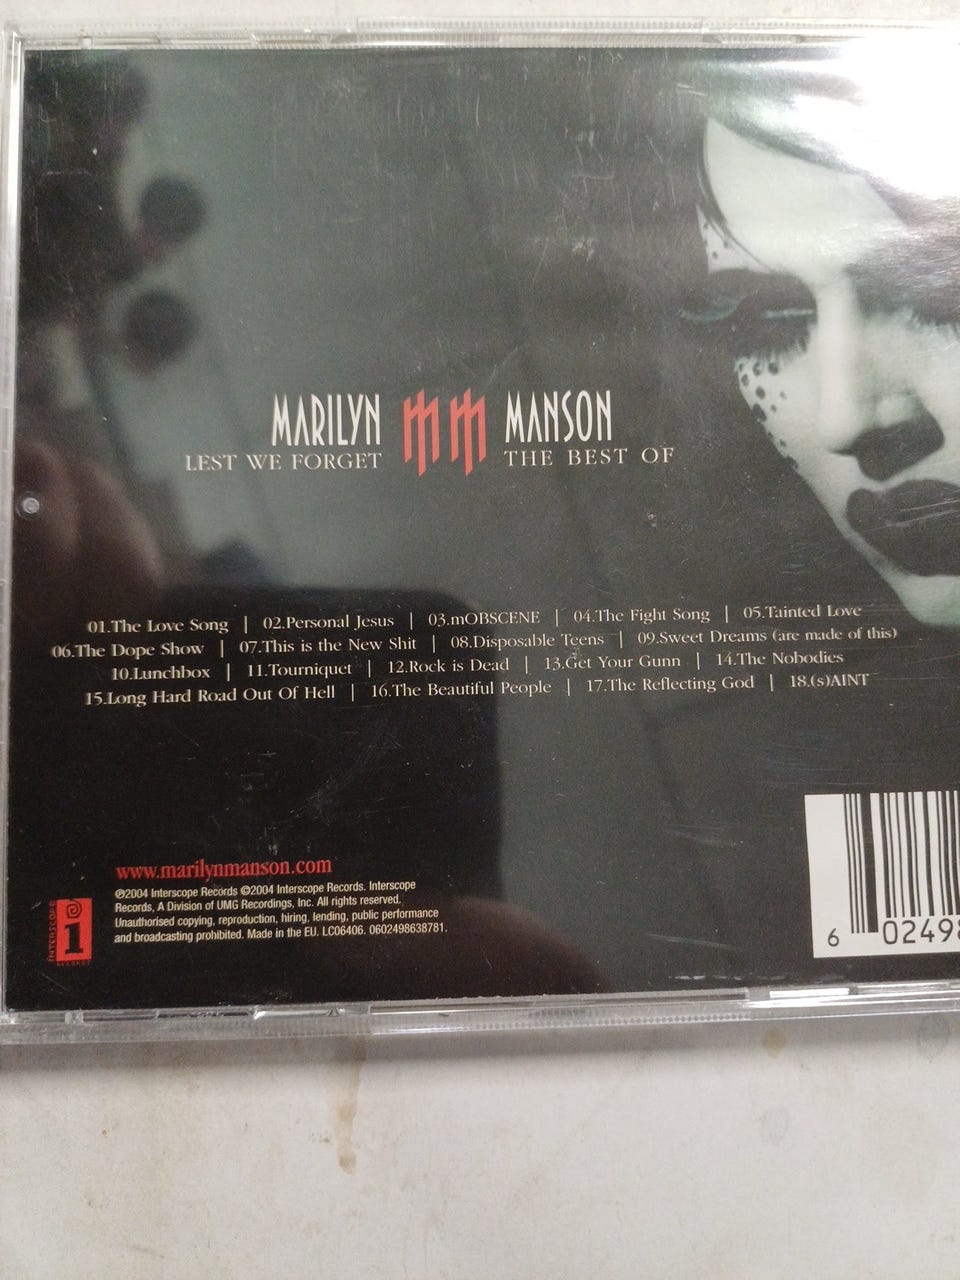 MARILYN MM MANSON
LEST WE FORGET THE BEST OF
01.The Love Song | 02.Personal Jesus | 03.mOBSCENE | 04.The Fight Song | 05.Tainted Love
06.The Dope Show | 07.This is the New Shit | 08.Disposable Teens | 09.Sweet Dreams (are made of this)
10.Lunchbox | 11.Tourniquet | 12.Rock is Dead | 13.Get Your Gunn | 14.The Nobodies
15.Long Hard Road Out Of Hell | 16.The Beautiful People | 17.The Reflecting God | 18.(s)AINT
www.marilynmanson.com
℗2004 Interscope Records ©2004 Interscope Records. Interscope
Records, A Division of UMG Recordings, Inc. All rights reserved.
Unauthorised copying, reproduction, hiring, lending, public performance
and broadcasting prohibited. Made in the EU. LC06406. 0602498638781.
INTERSCOPE
i
RECORDS
6 02498